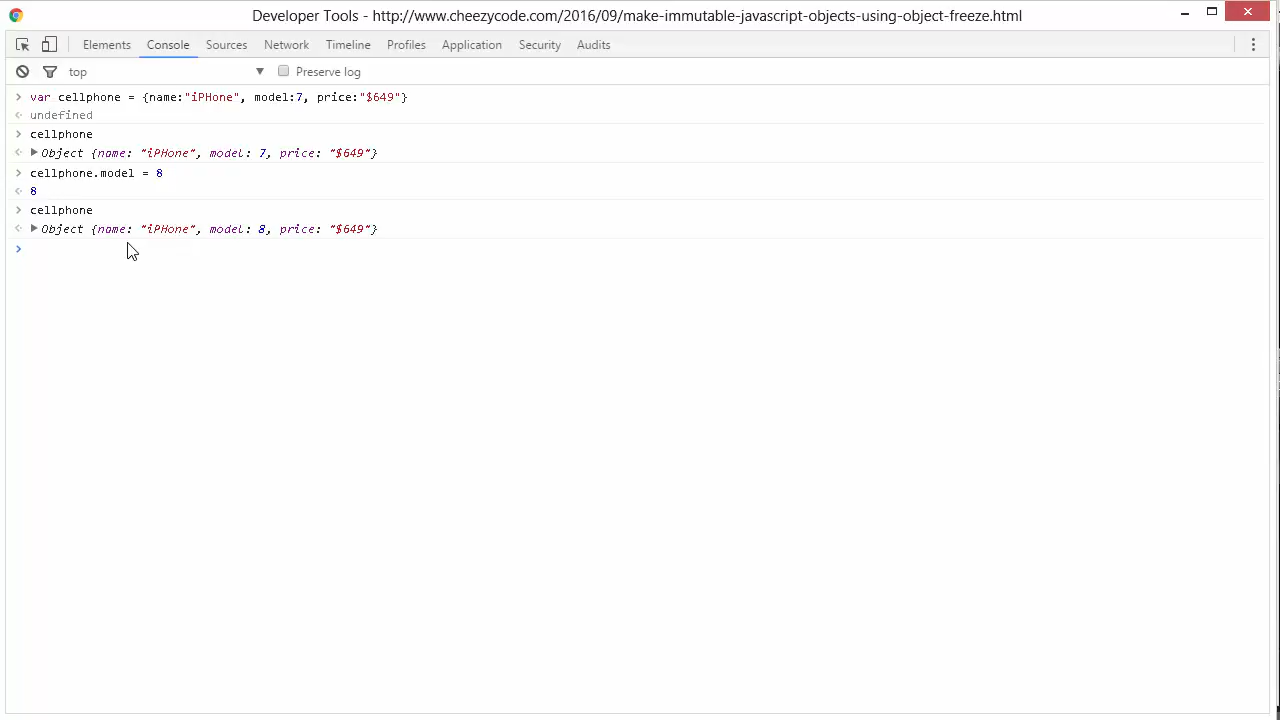 Developer Tools - http://www.cheezycode.com/2016/09/make-immutable-javascript-objects-using-object-freeze.html
Elements Console Sources Network Timeline Profiles Application Security Audits
top Preserve log
> var cellphone = {name:"iPHone", model:7, price:"$649"}
undefined
> cellphone
Object {name: "iPHone", model: 7, price: "$649"}
> cellphone.model = 8
8
> cellphone
Object {name: "iPHone", model: 8, price: "$649"}
>